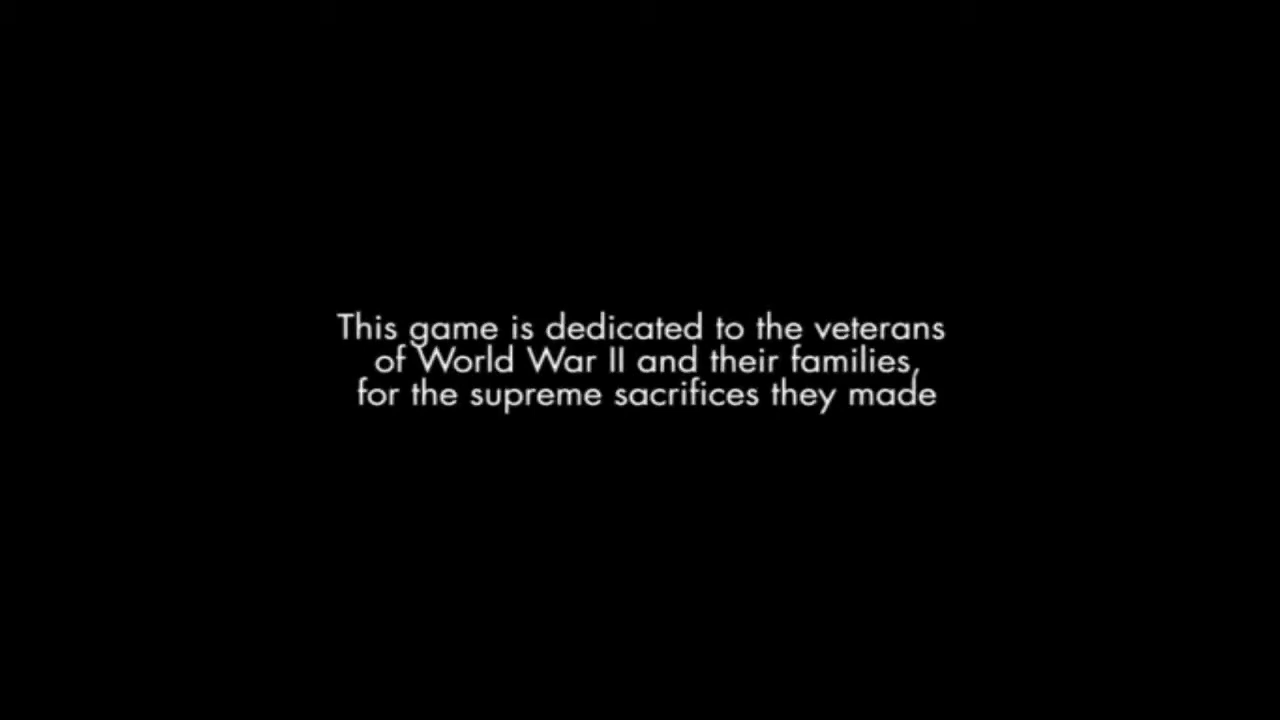 This game is dedicated to the veterans
of World War II and their families,
for the supreme sacrifices they made